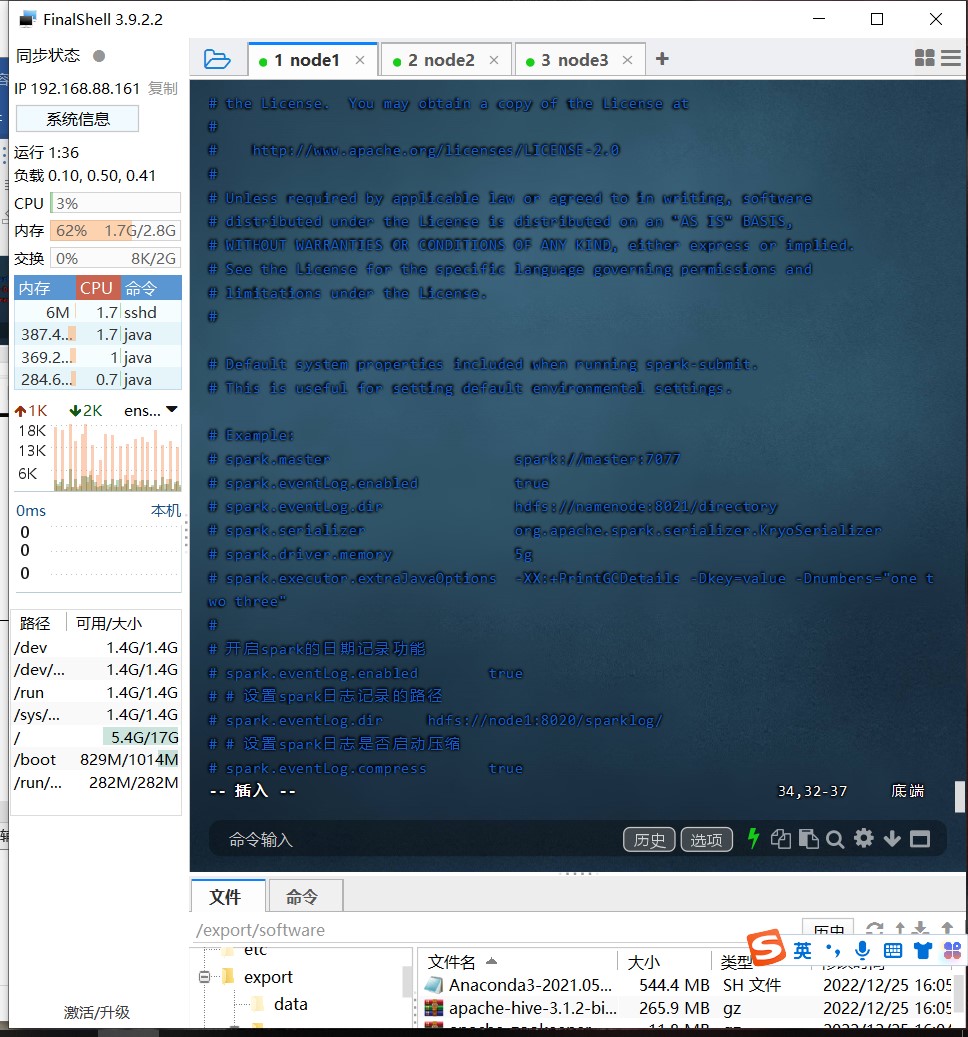 FinalShell 3.9.2.2
同步状态
IP 192.168.88.161 复制
系统信息
运行 1:36
负载 0.10, 0.50, 0.41
CPU 3%
内存 62% 1.7G/2.8G
交换 0% 8K/2G
内存 CPU 命令
6M 1.7 sshd
387.4... 1.7 java
369.2... 1 java
284.6... 0.7 java
1K 2K ens...
18K
13K
6K
0ms 本机
0
0
0
路径 可用/大小
/dev 1.4G/1.4G
/dev/... 1.4G/1.4G
/run 1.4G/1.4G
/sys/... 1.4G/1.4G
/ 5.4G/17G
/boot 829M/1014M
/run/... 282M/282M
激活/升级
1 node1 × 2 node2 × 3 node3 × +
# the License.  You may obtain a copy of the License at
#
#    http://www.apache.org/licenses/LICENSE-2.0
#
# Unless required by applicable law or agreed to in writing, software
# distributed under the License is distributed on an "AS IS" BASIS,
# WITHOUT WARRANTIES OR CONDITIONS OF ANY KIND, either express or implied.
# See the License for the specific language governing permissions and
# limitations under the License.
#
# Default system properties included when running spark-submit.
# This is useful for setting default environmental settings.
# Example:
# spark.master                     spark://master:7077
# spark.eventLog.enabled           true
# spark.eventLog.dir               hdfs://namenode:8021/directory
# spark.serializer                 org.apache.spark.serializer.KryoSerializer
# spark.driver.memory              5g
# spark.executor.extraJavaOptions  -XX:+PrintGCDetails -Dkey=value -Dnumbers="one t
wo three"
#
# 开启spark的日期记录功能
# spark.eventLog.enabled        true
# # 设置spark日志记录的路径
# spark.eventLog.dir     hdfs://node1:8020/sparklog/
# # 设置spark日志是否启动压缩
# spark.eventLog.compress       true
-- 插入 -- 34,32-37 底端
命令输入 历史 选项
文件 命令
/export/software 历史
etc
export
data
文件名 大小 类型 修改时间
Anaconda3-2021.05... 544.4 MB SH 文件 2022/12/25 16:05
apache-hive-3.1.2-bi... 265.9 MB gz 2022/12/25 16:05
apache-zookeeper... 11.8 MB gz 2022/12/25 16:05
英